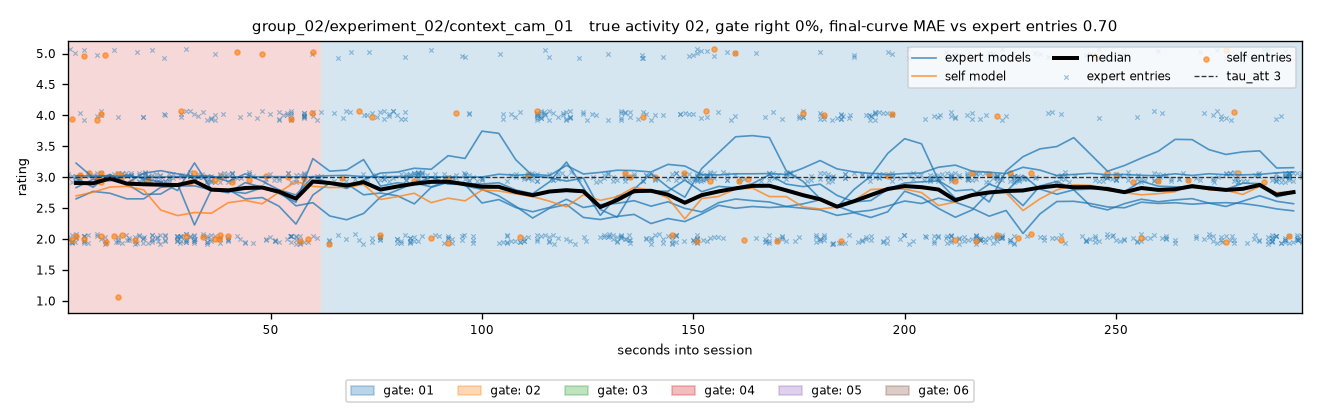 group_02/experiment_02/context_cam_01   true activity 02, gate right 0%, final-curve MAE vs expert entries 0.70
rating
5.0
4.5
4.0
3.5
3.0
2.5
2.0
1.5
1.0
expert models
self model
median
expert entries
self entries
tau_att 3
50
100
150
200
250
seconds into session
gate: 01
gate: 02
gate: 03
gate: 04
gate: 05
gate: 06